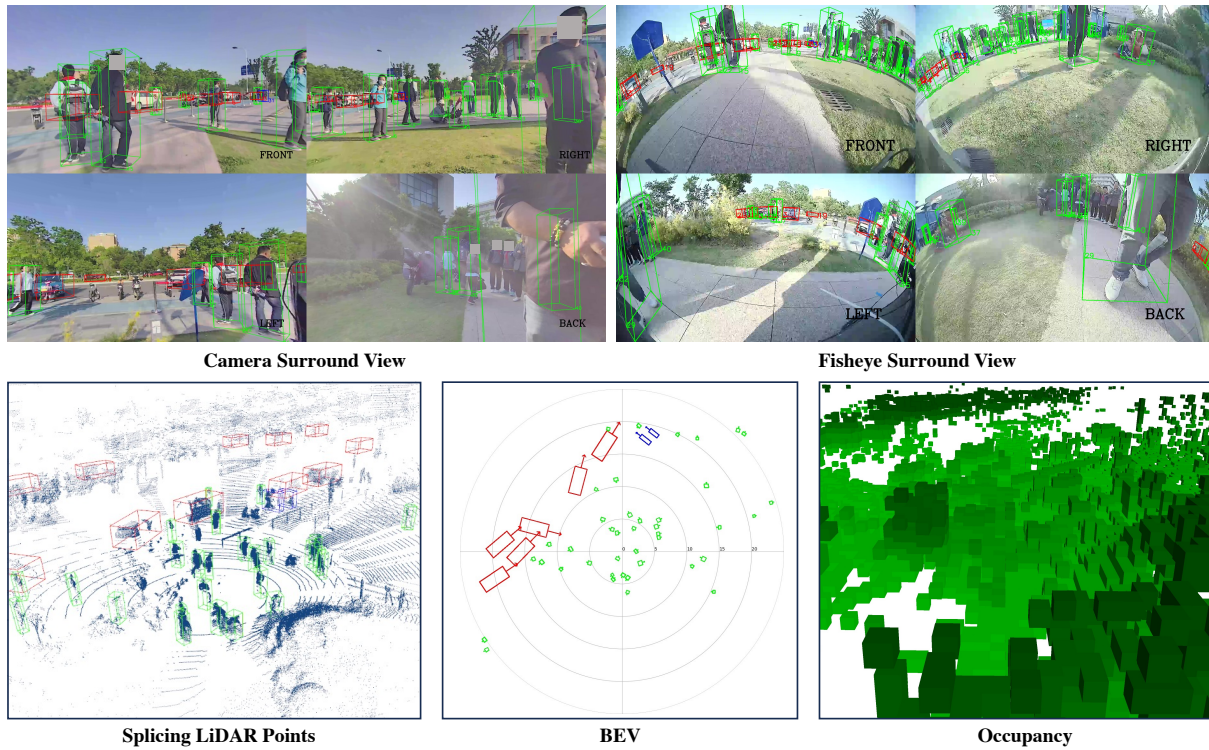 FRONT
RIGHT
FRONT
RIGHT
LEFT
BACK
LEFT
BACK
Camera Surround View
Fisheye Surround View
0 5 10 15 20
Splicing LiDAR Points
BEV
Occupancy